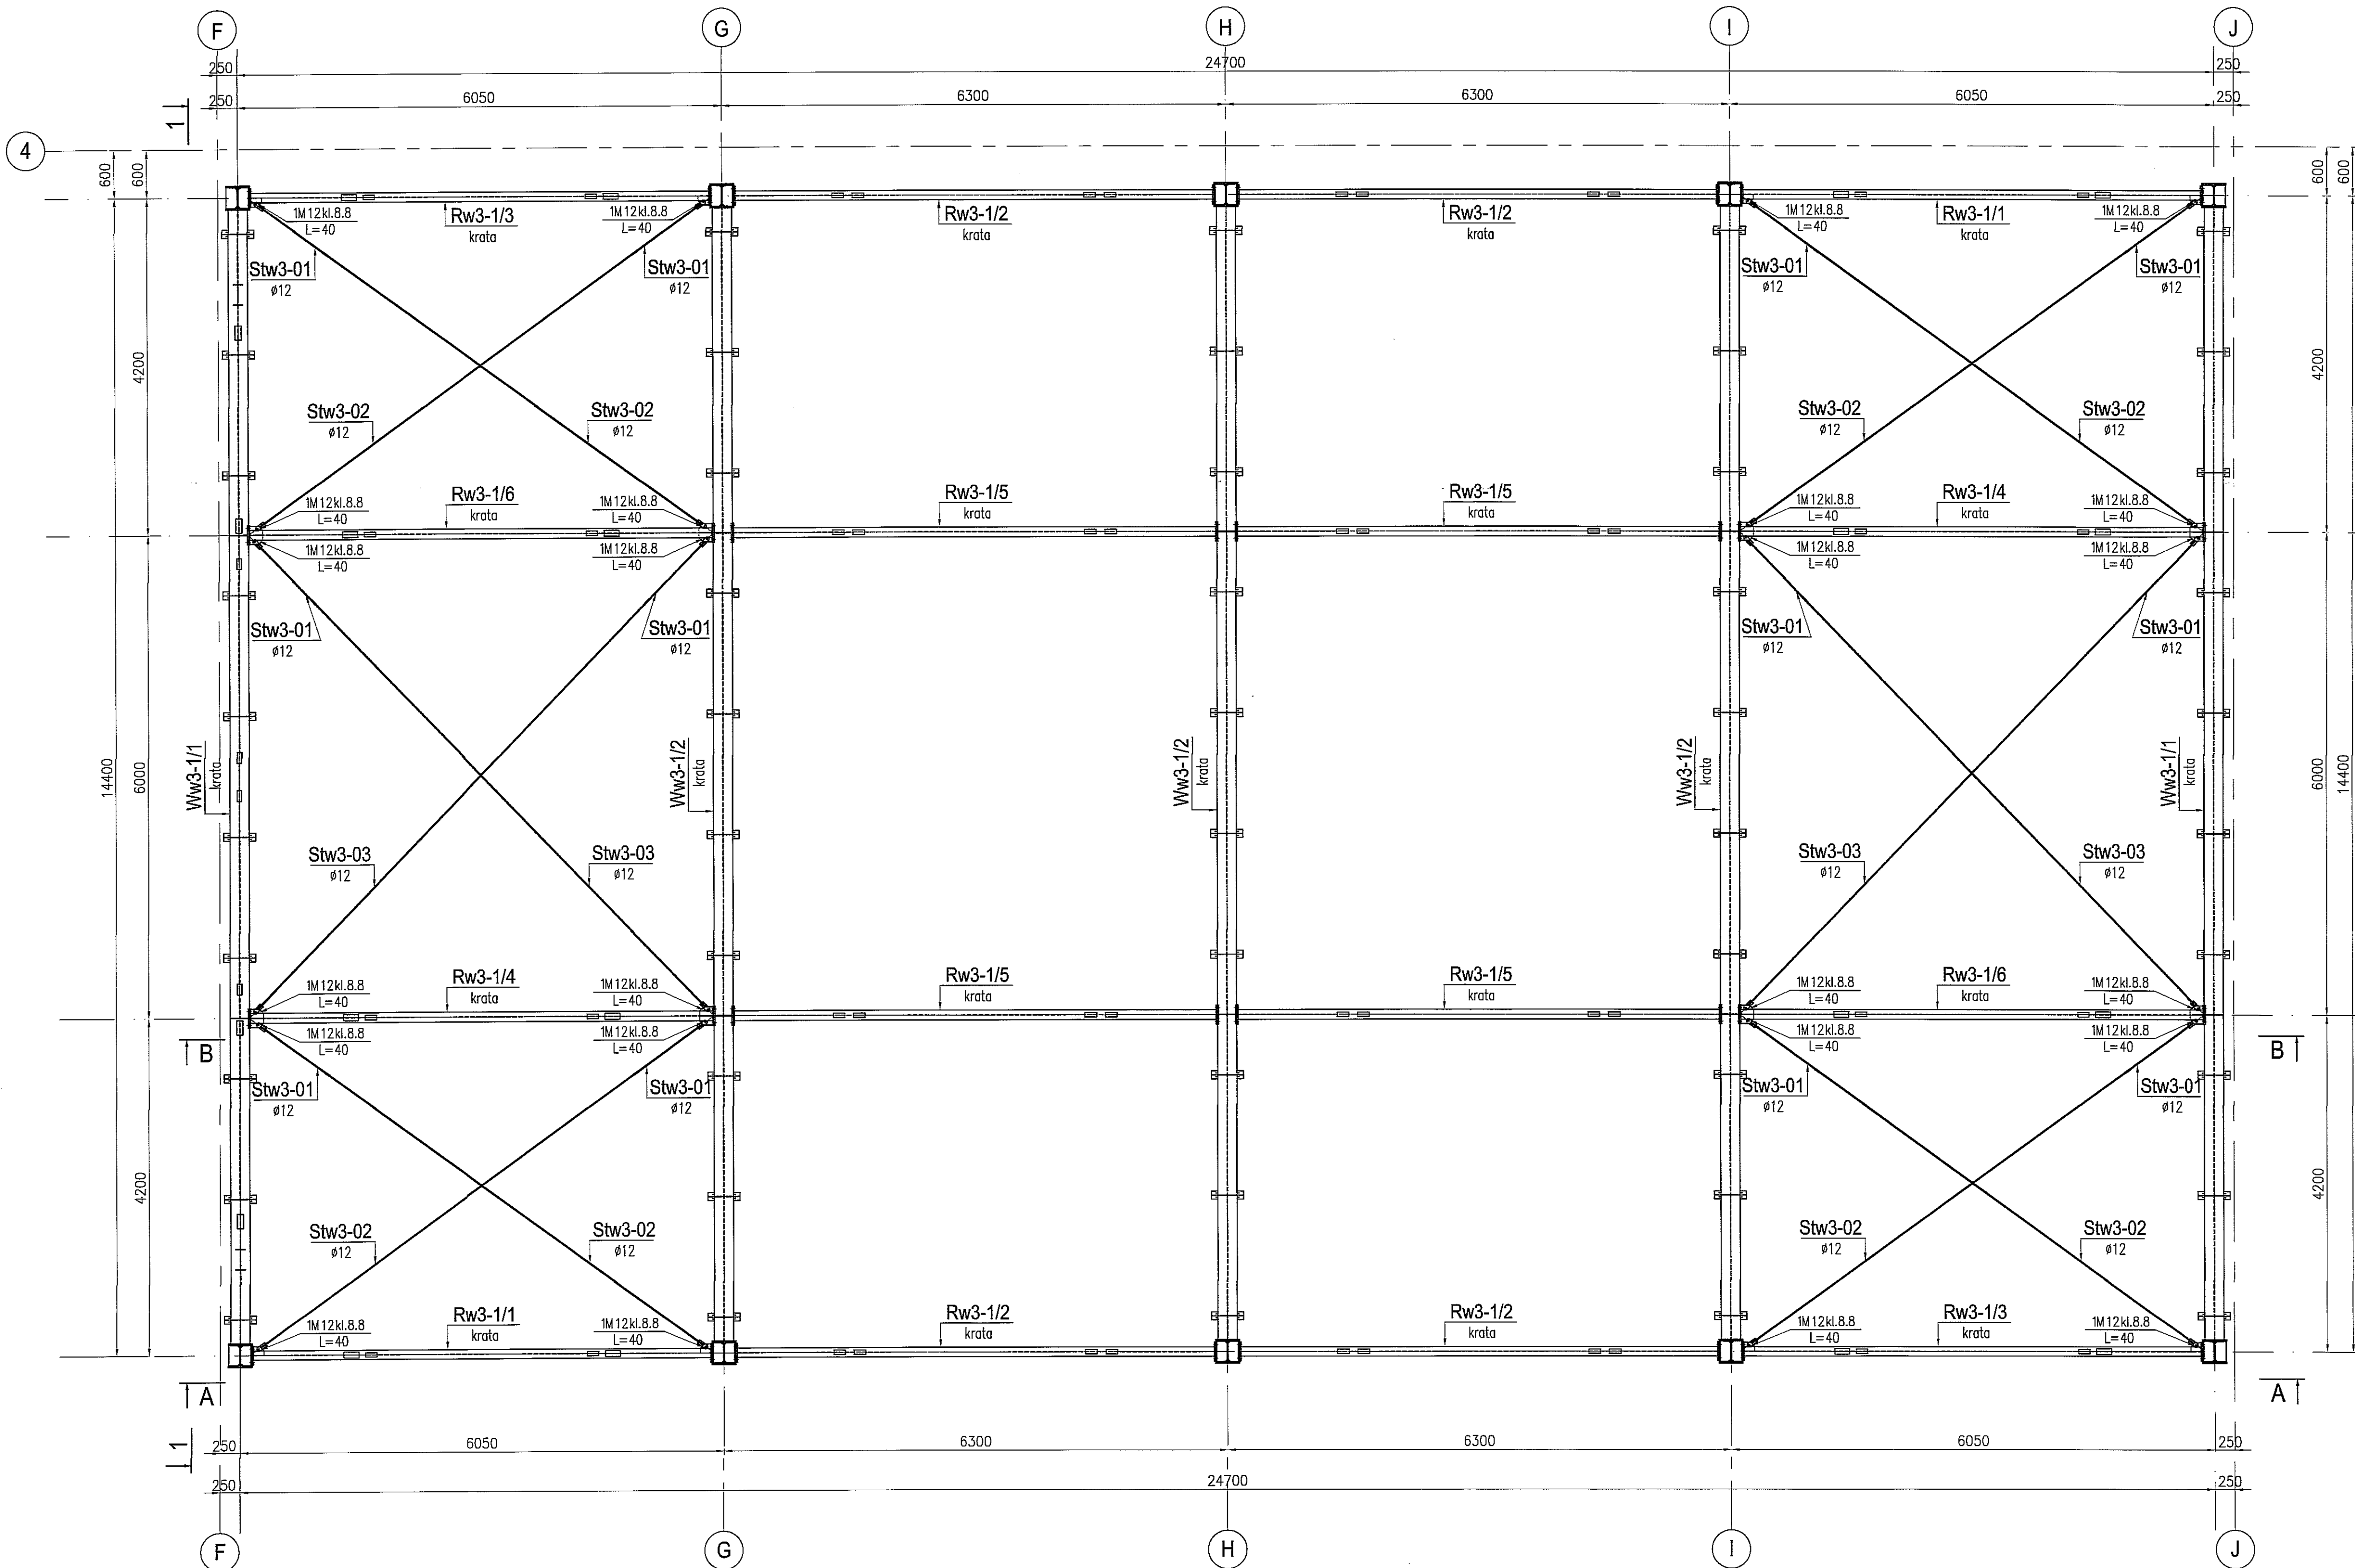 F G H I J
250 24700 250
250 6050 6300 6300 6050 250
1
4
600 600 600 600
1M12kl.8.8 1M12kl.8.8 1M12kl.8.8 1M12kl.8.8
L=40 L=40 L=40 L=40
Rw3-1/3 Rw3-1/2 Rw3-1/2 Rw3-1/1
krata krata krata krata
Stw3-01 Stw3-01 Stw3-01 Stw3-01
ø12 ø12 ø12 ø12
4200 4200
Stw3-02 Stw3-02 Stw3-02 Stw3-02
ø12 ø12 ø12 ø12
Rw3-1/6 Rw3-1/5 Rw3-1/5 Rw3-1/4
krata krata krata krata
1M12kl.8.8 1M12kl.8.8 1M12kl.8.8 1M12kl.8.8
L=40 L=40 L=40 L=40
1M12kl.8.8 1M12kl.8.8 1M12kl.8.8 1M12kl.8.8
L=40 L=40 L=40 L=40
Stw3-01 Stw3-01 Stw3-01 Stw3-01
ø12 ø12 ø12 ø12
14400 6000 6000 14400
Ww3-1/1 Ww3-1/2 Ww3-1/2 Ww3-1/2 Ww3-1/1
krata krata krata krata krata
Stw3-03 Stw3-03 Stw3-03 Stw3-03
ø12 ø12 ø12 ø12
Rw3-1/4 Rw3-1/5 Rw3-1/5 Rw3-1/6
krata krata krata krata
1M12kl.8.8 1M12kl.8.8 1M12kl.8.8 1M12kl.8.8
L=40 L=40 L=40 L=40
1M12kl.8.8 1M12kl.8.8 1M12kl.8.8 1M12kl.8.8
L=40 L=40 L=40 L=40
B B
Stw3-01 Stw3-01 Stw3-01 Stw3-01
ø12 ø12 ø12 ø12
4200 4200
Stw3-02 Stw3-02 Stw3-02 Stw3-02
ø12 ø12 ø12 ø12
Rw3-1/1 Rw3-1/2 Rw3-1/2 Rw3-1/3
krata krata krata krata
1M12kl.8.8 1M12kl.8.8 1M12kl.8.8 1M12kl.8.8
L=40 L=40 L=40 L=40
A A
1
250 6050 6300 6300 6050 250
250 24700 250
F G H I J